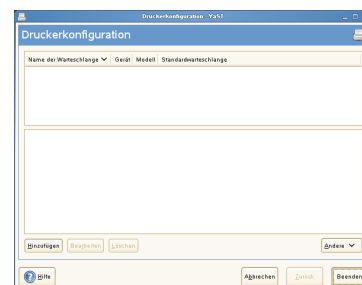 Druckerkonfiguration - YaST
Druckerkonfiguration
Name der Warteschlange Gerät Modell Standardwarteschlange
Hinzufügen Bearbeiten Löschen Andere
Hilfe Abbrechen Zurück Beenden